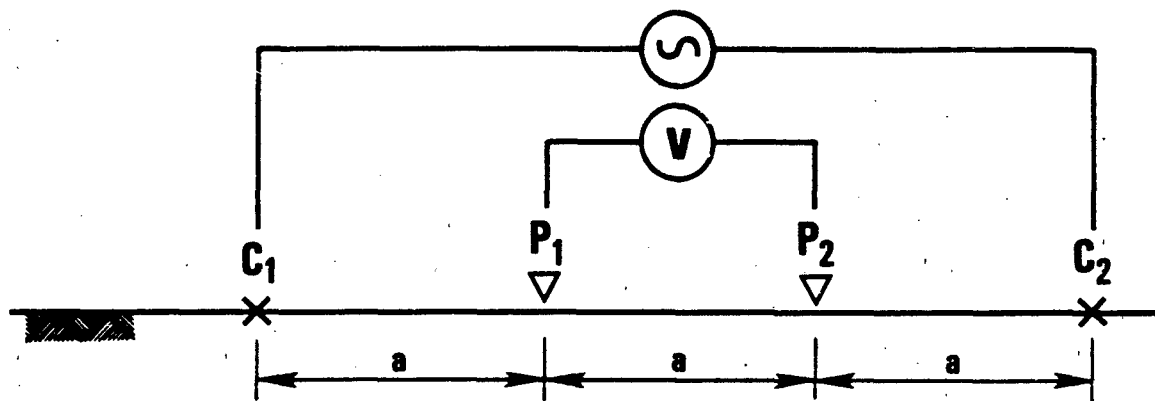 V
C₁ P₁ P₂ C₂
a a a